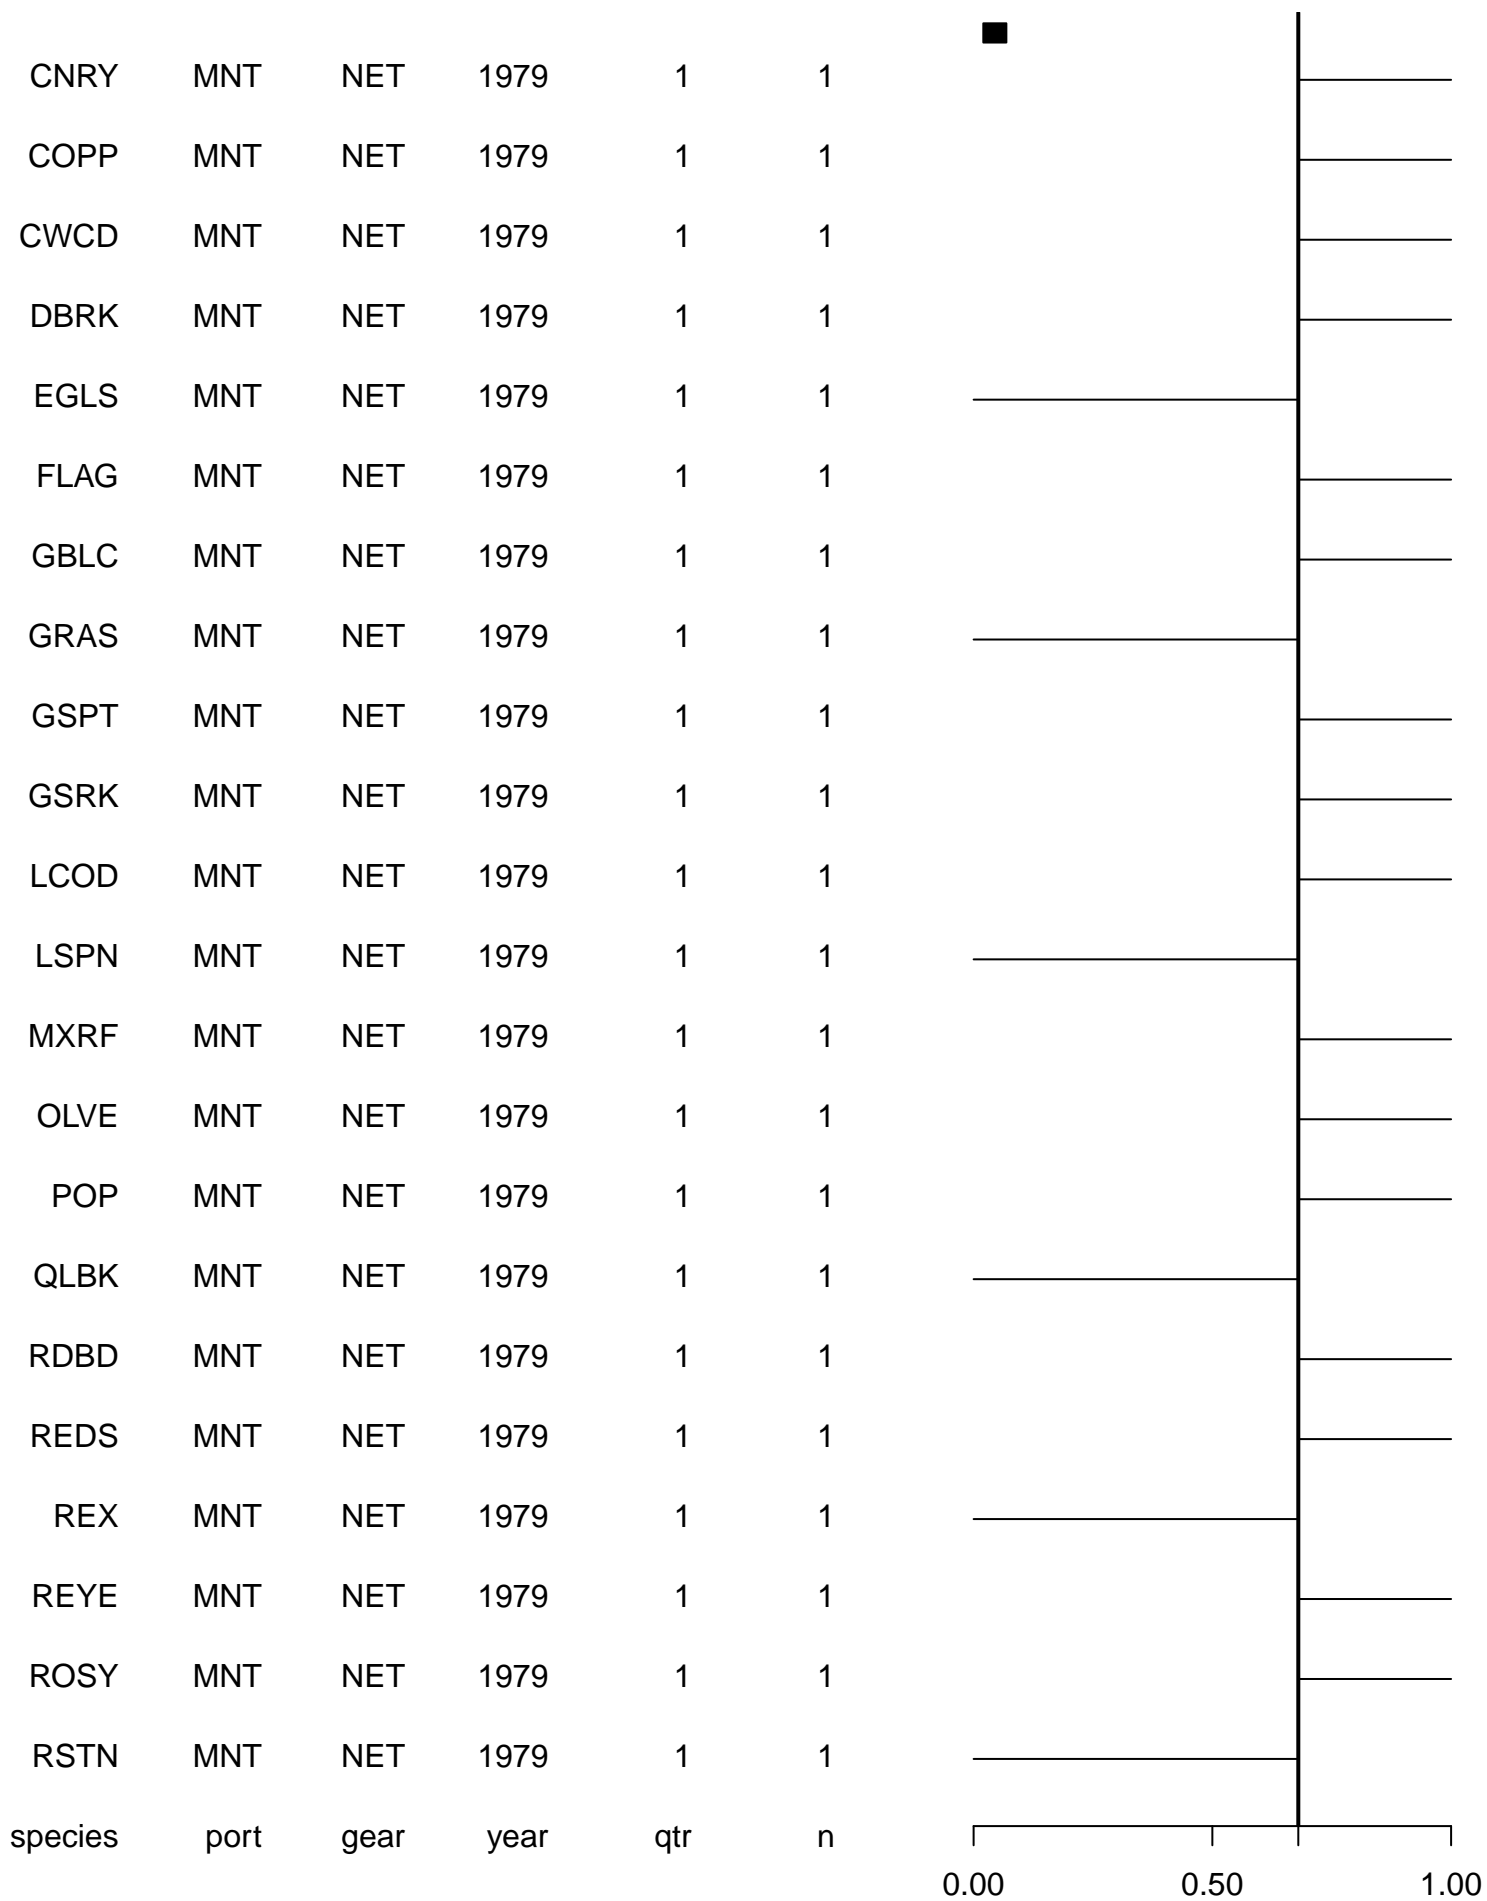 CNRY MNT NET 1979 1 1
COPP MNT NET 1979 1 1
CWCD MNT NET 1979 1 1
DBRK MNT NET 1979 1 1
EGLS MNT NET 1979 1 1
FLAG MNT NET 1979 1 1
GBLC MNT NET 1979 1 1
GRAS MNT NET 1979 1 1
GSPT MNT NET 1979 1 1
GSRK MNT NET 1979 1 1
LCOD MNT NET 1979 1 1
LSPN MNT NET 1979 1 1
MXRF MNT NET 1979 1 1
OLVE MNT NET 1979 1 1
POP MNT NET 1979 1 1
QLBK MNT NET 1979 1 1
RDBD MNT NET 1979 1 1
REDS MNT NET 1979 1 1
REX MNT NET 1979 1 1
REYE MNT NET 1979 1 1
ROSY MNT NET 1979 1 1
RSTN MNT NET 1979 1 1
species port gear year qtr n
0.00 0.50 1.00